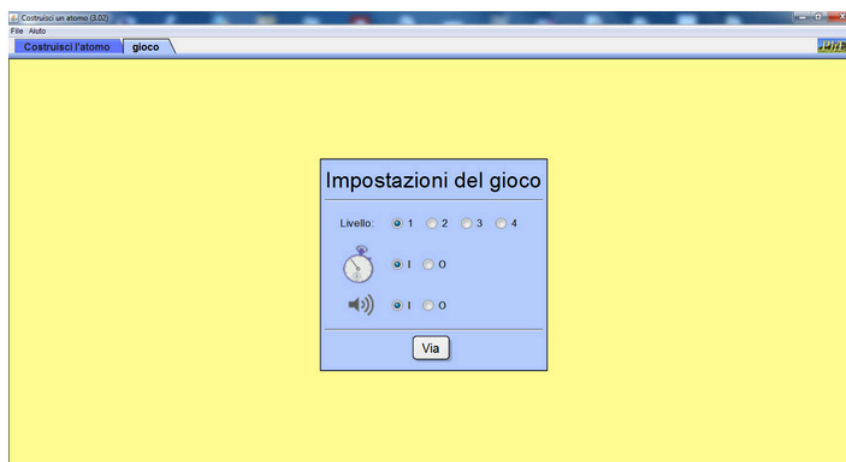 Costruisci un atomo (3.02)
File Aiuto
Costruisci l'atomo gioco
Impostazioni del gioco
Livello: 1 2 3 4
I O
I O
Via